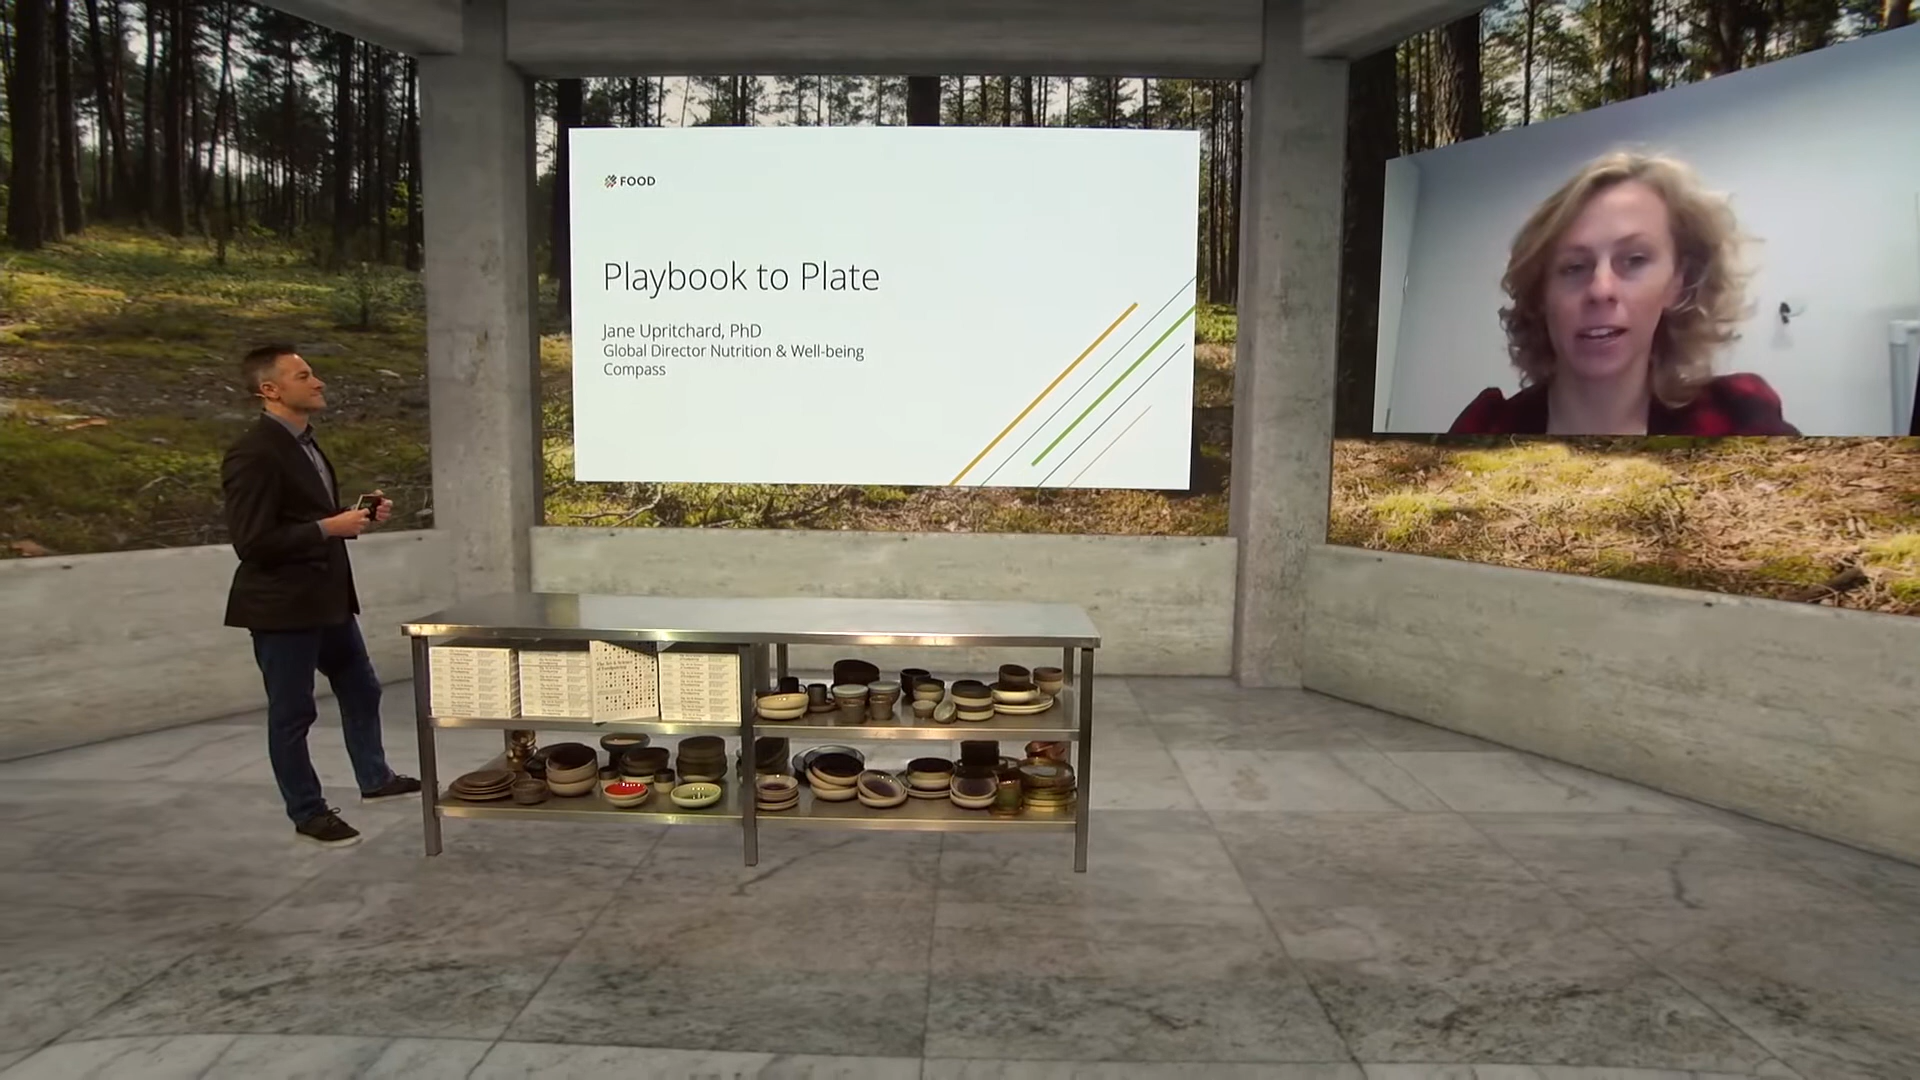 FOOD
Playbook to Plate
Jane Upritchard, PhD
Global Director Nutrition & Well-being
Compass